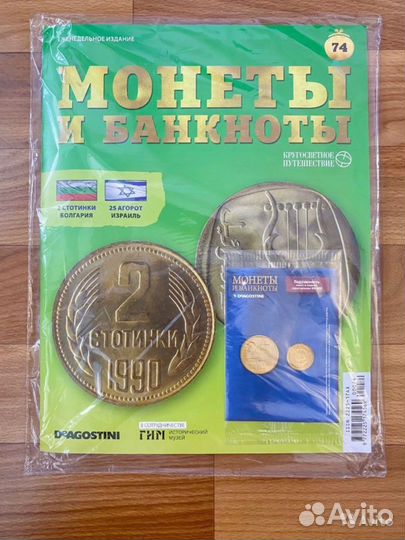 ЕЖЕНЕДЕЛЬНОЕ ИЗДАНИЕ
74
МОНЕТЫ
И БАНКНОТЫ
КРУГОСВЕТНОЕ
ПУТЕШЕСТВИЕ
2 СТОТИНКИ
БОЛГАРИЯ
25 АГОРОТ
ИЗРАИЛЬ
2
СТОТИНКИ
1990
МОНЕТЫ
И БАНКНОТЫ
DEAGOSTINI
DEAGOSTINI
В СОТРУДНИЧЕСТВЕ
ГИМ
ИСТОРИЧЕСКИЙ
МУЗЕЙ
Avito